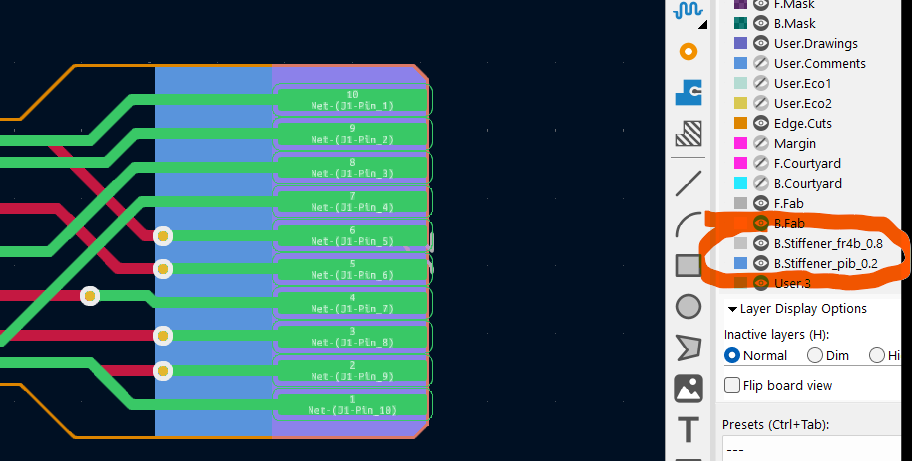 10
Net-(J1-Pin_1)
9
Net-(J1-Pin_2)
8
Net-(J1-Pin_3)
7
Net-(J1-Pin_4)
6
Net-(J1-Pin_5)
5
Net-(J1-Pin_6)
4
Net-(J1-Pin_7)
3
Net-(J1-Pin_8)
2
Net-(J1-Pin_9)
1
Net-(J1-Pin_10)
F.Mask
B.Mask
User.Drawings
User.Comments
User.Eco1
User.Eco2
Edge.Cuts
Margin
F.Courtyard
B.Courtyard
F.Fab
B.Fab
B.Stiffener_fr4b_0.8
B.Stiffener_pib_0.2
User.3
Layer Display Options
Inactive layers (H):
Normal Dim Hi
Flip board view
Presets (Ctrl+Tab):
---